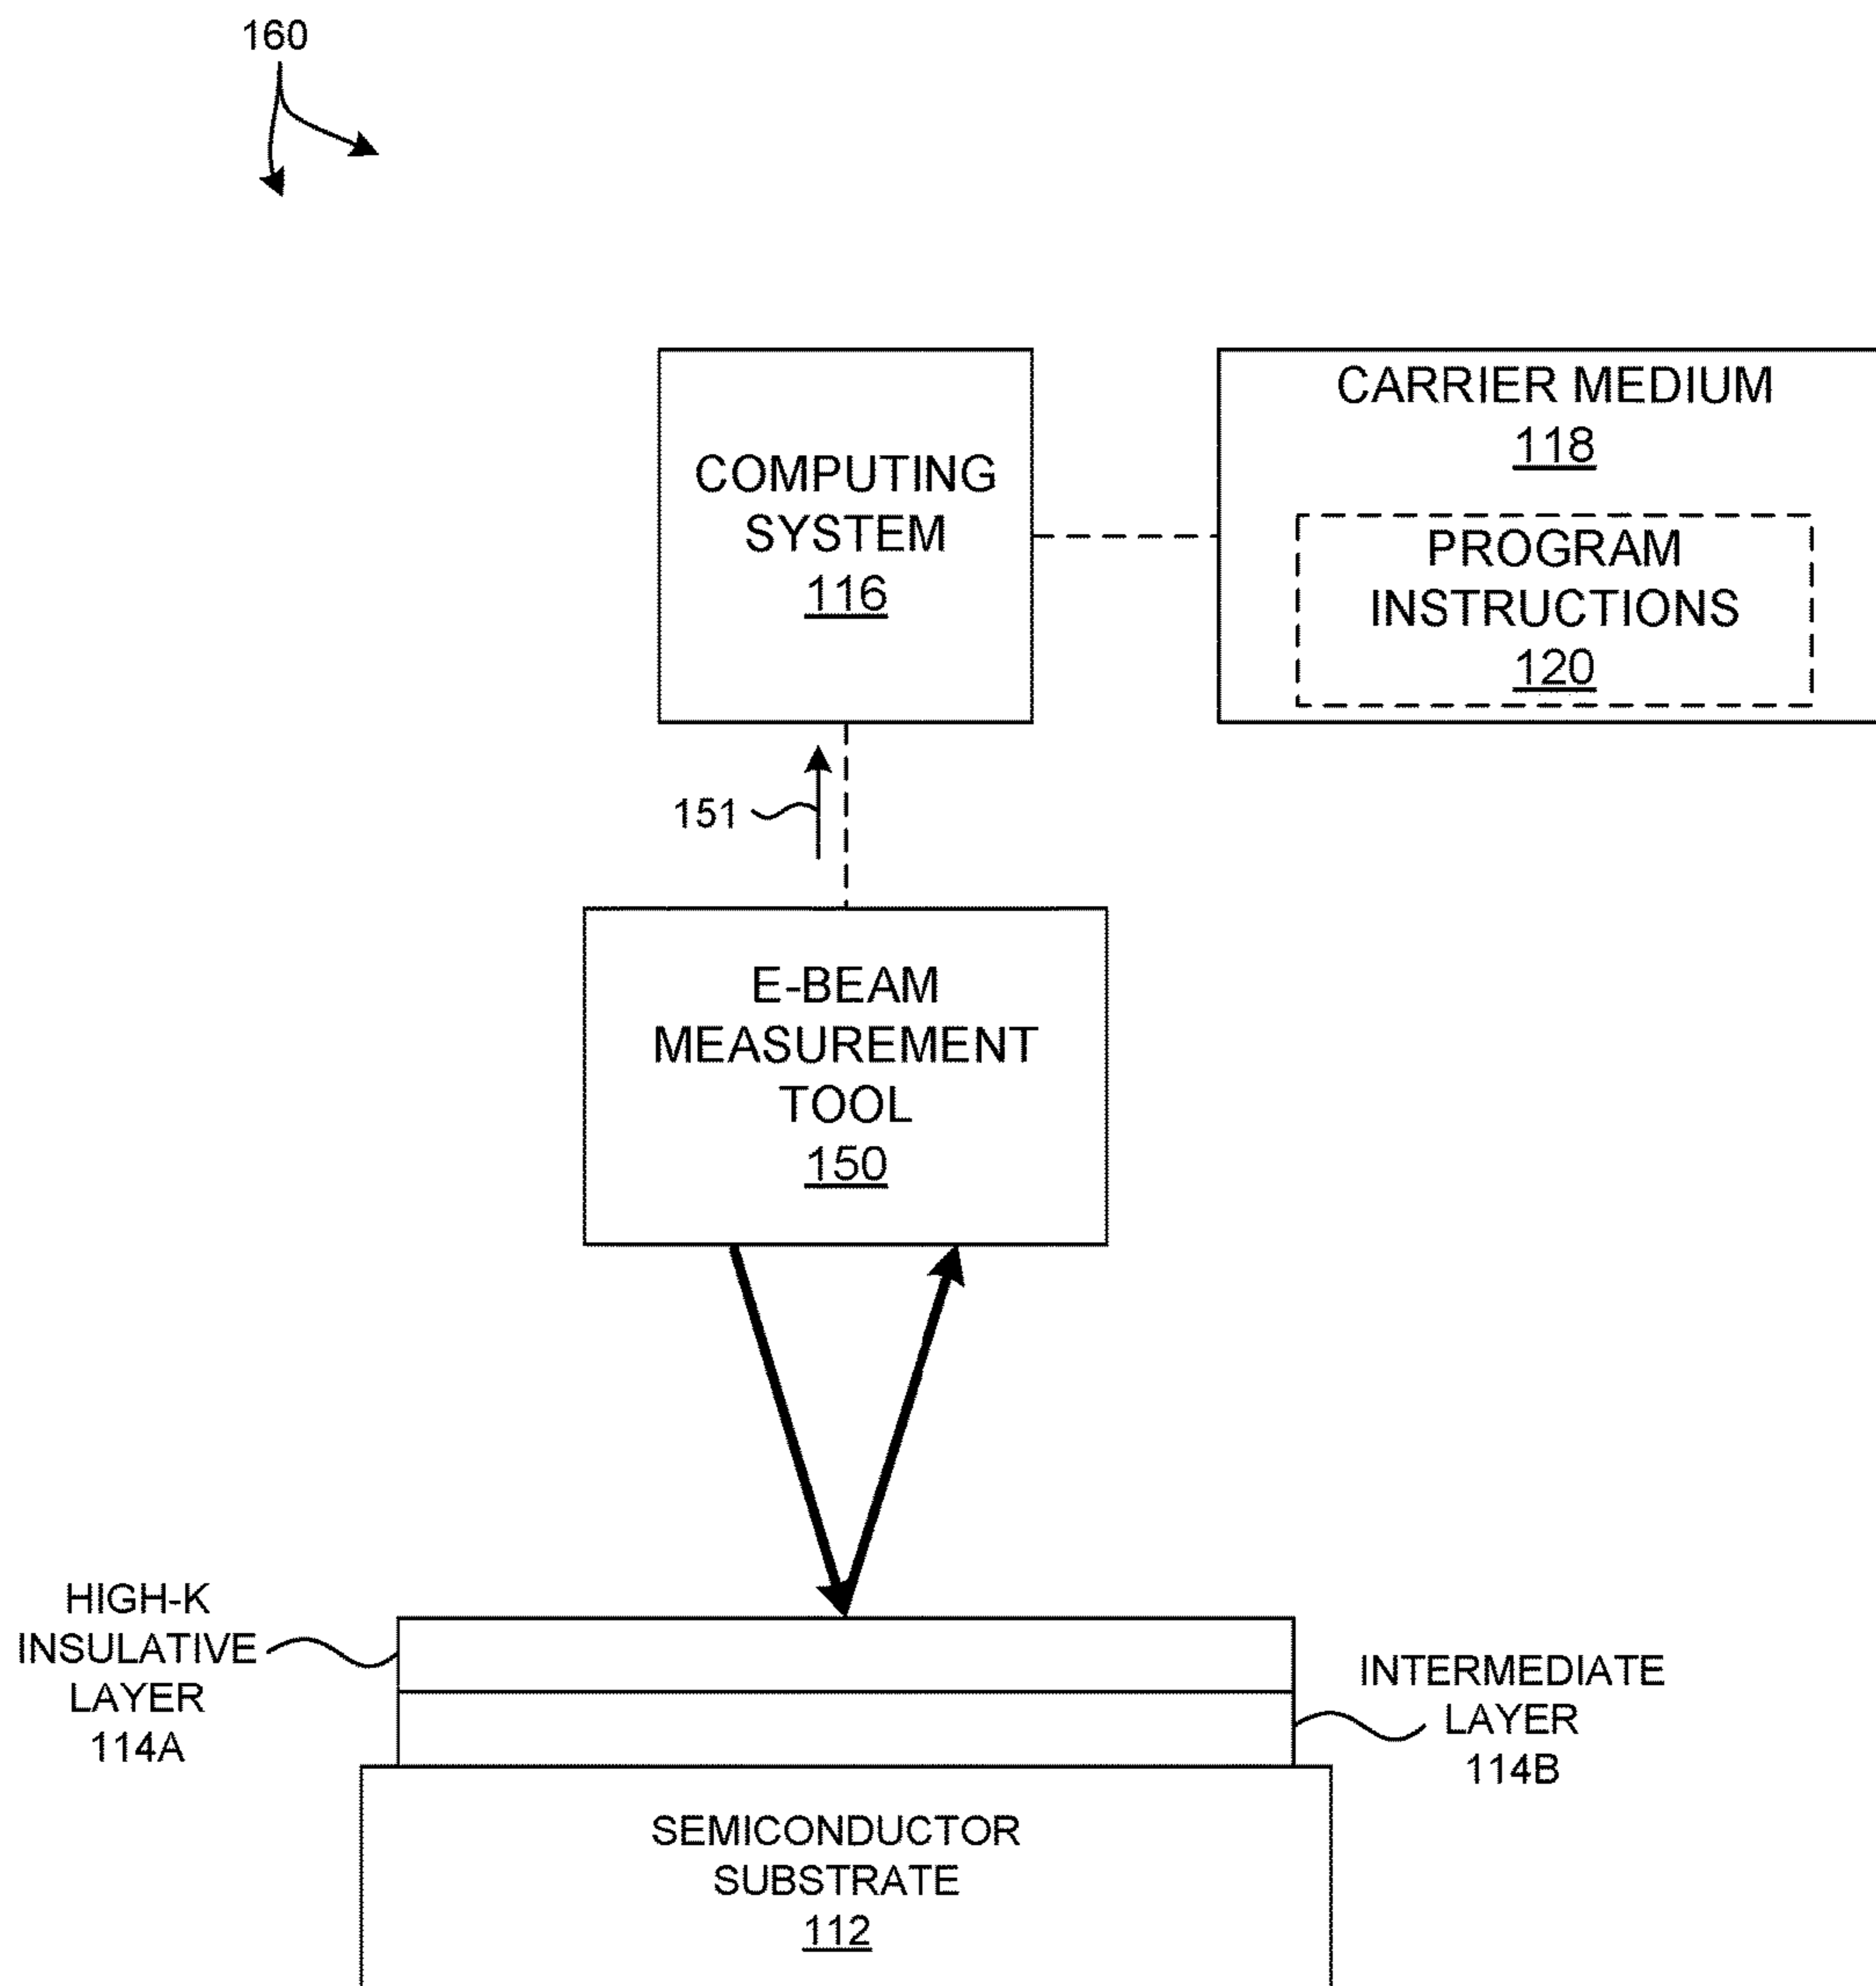 160
COMPUTING
SYSTEM
116
CARRIER MEDIUM
118
PROGRAM
INSTRUCTIONS
120
151
E-BEAM
MEASUREMENT
TOOL
150
HIGH-K
INSULATIVE
LAYER
114A
INTERMEDIATE
LAYER
114B
SEMICONDUCTOR
SUBSTRATE
112